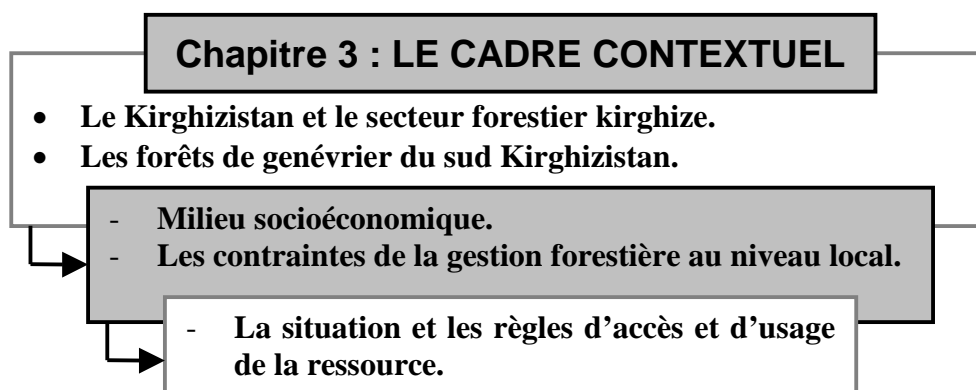 Chapitre 3 : LE CADRE CONTEXTUEL
• Le Kirghizistan et le secteur forestier kirghize.
• Les forêts de genévrier du sud Kirghizistan.
- Milieu socioéconomique.
- Les contraintes de la gestion forestière au niveau local.
- La situation et les règles d'accès et d'usage
de la ressource.